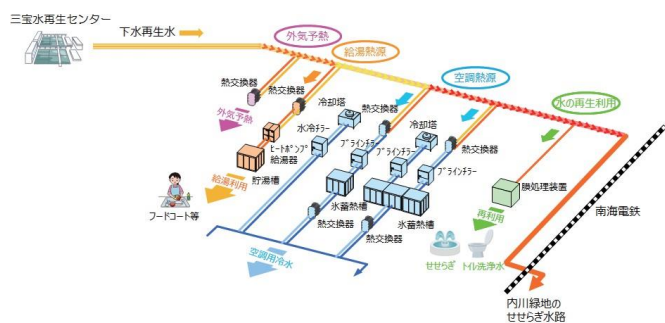 三宝水再生センター
下水再生水
外気予熱
給湯熱源
空調熱源
水の再生利用
熱交換器
熱交換器
外気予熱
ヒートポンプ
給湯器
給湯利用
貯湯槽
フードコート等
冷却塔
水冷チラー
熱交換器
ブラインチラー
氷蓄熱槽
熱交換器
空調用冷水
冷却塔
ブラインチラー
熱交換器
ブラインチラー
氷蓄熱槽
熱交換器
膜処理装置
再利用
せせらぎ
トイレ洗浄水
南海電鉄
内川緑地の
せせらぎ水路